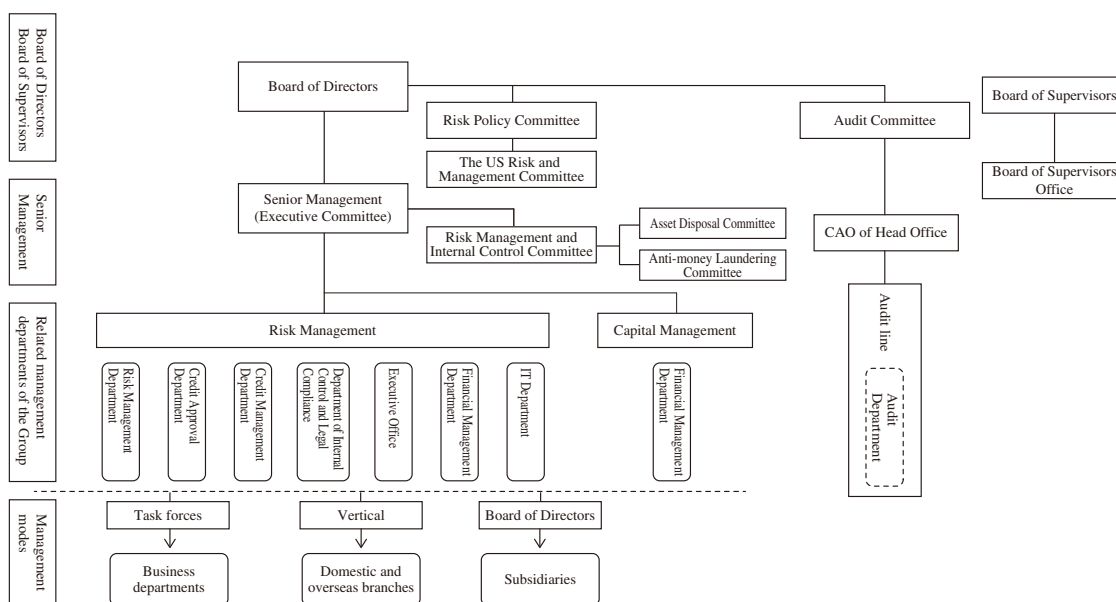 Board of Directors
Board of Supervisors
Board of Directors
Risk Policy Committee
Audit Committee
Board of Supervisors
The US Risk and
Management Committee
Board of Supervisors
Office
Senior
Management
Senior Management
(Executive Committee)
Risk Management and
Internal Control Committee
Asset Disposal Committee
Anti-money Laundering
Committee
CAO of Head Office
Related management
departments of the Group
Risk Management
Capital Management
Audit line
Audit
Department
Risk Management
Department
Credit Approval
Department
Credit Management
Department
Department of Internal
Control and Legal
Compliance
Executive Office
Financial Management
Department
IT Department
Financial Management
Department
Management
modes
Task forces
Vertical
Board of Directors
Business
departments
Domestic and
overseas branches
Subsidiaries